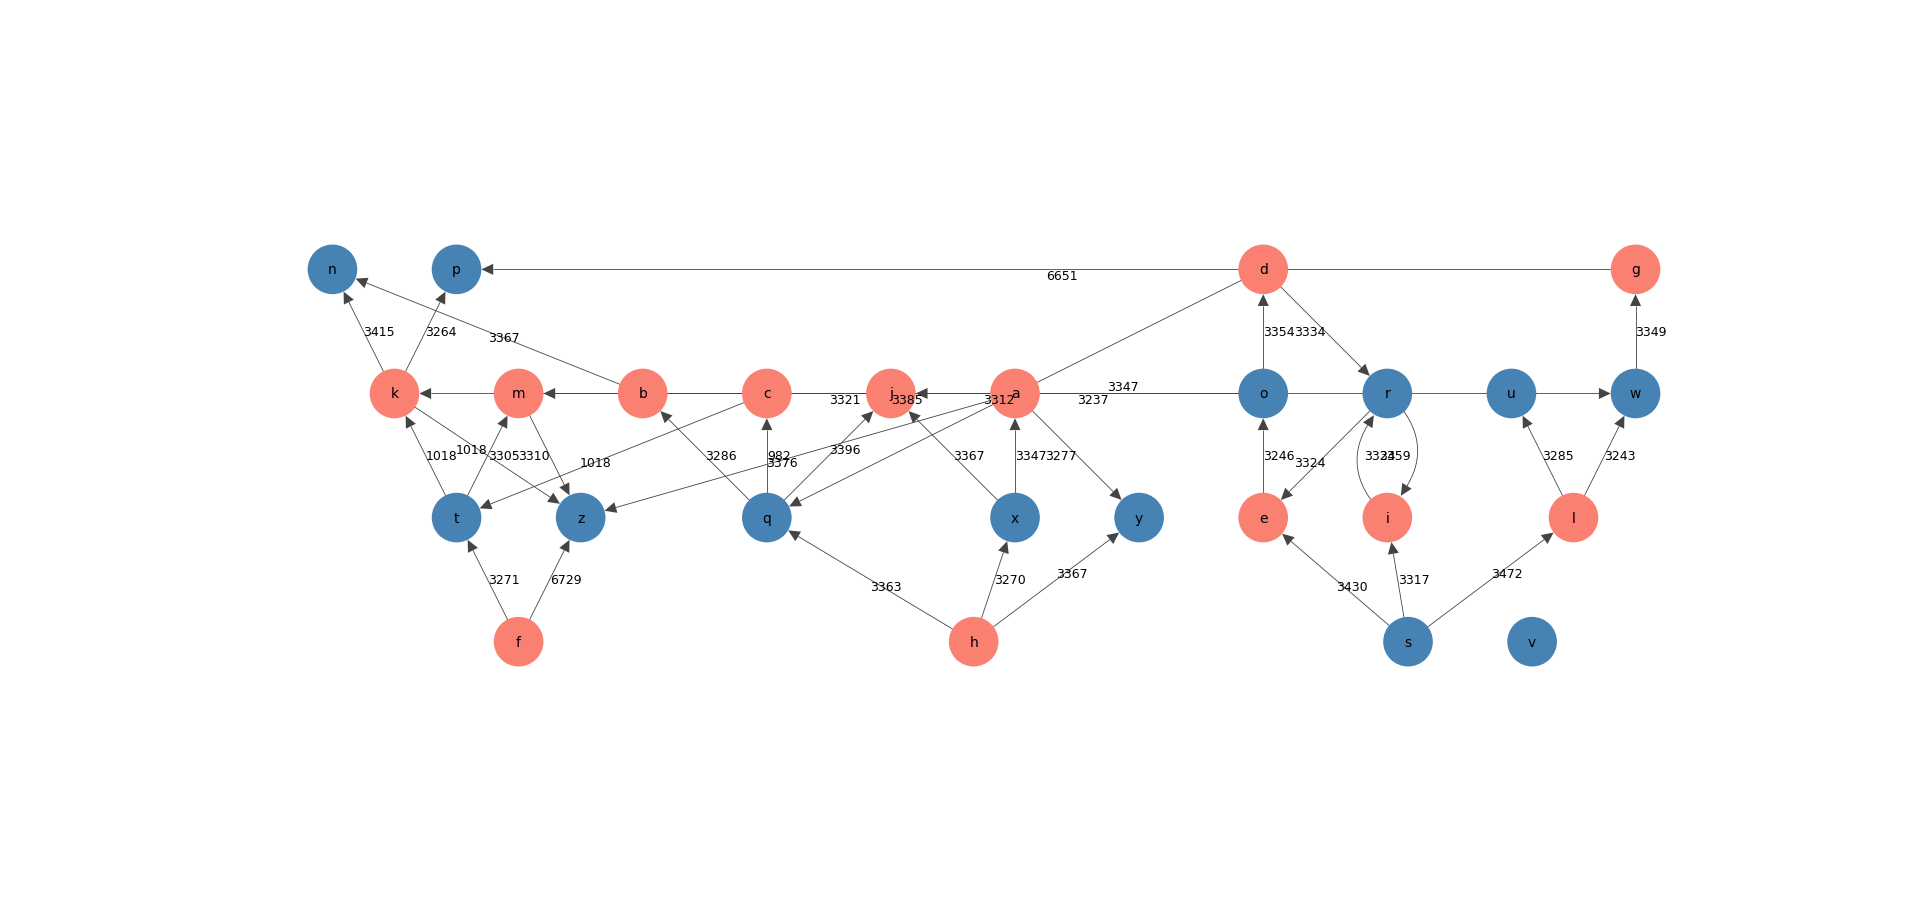 n p d g
6651
3415 3264 3367 3354 3334 3349
k m b c j a o r u w
3347
3321 3385 3312 3237
1018 1018 3305 3310 1018 3286 982 3376 3396 3367 3347 3277 3246 3324 3359 3285 3243
t z q x y e i l
3271 6729 3363 3270 3367 3430 3317 3472
f h s v